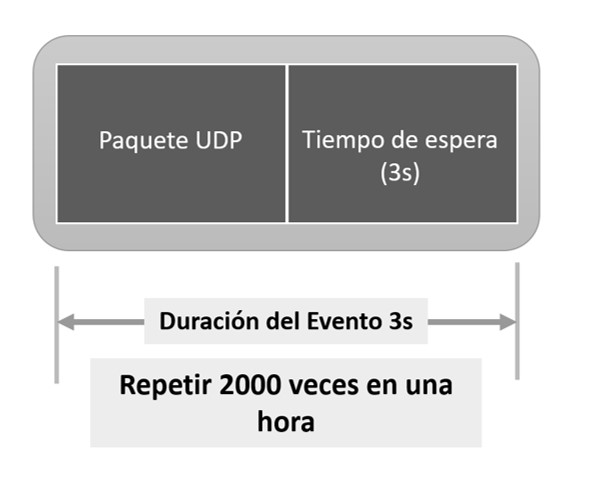 Paquete UDP
Tiempo de espera
(3s)
Duración del Evento 3s
Repetir 2000 veces en una
hora